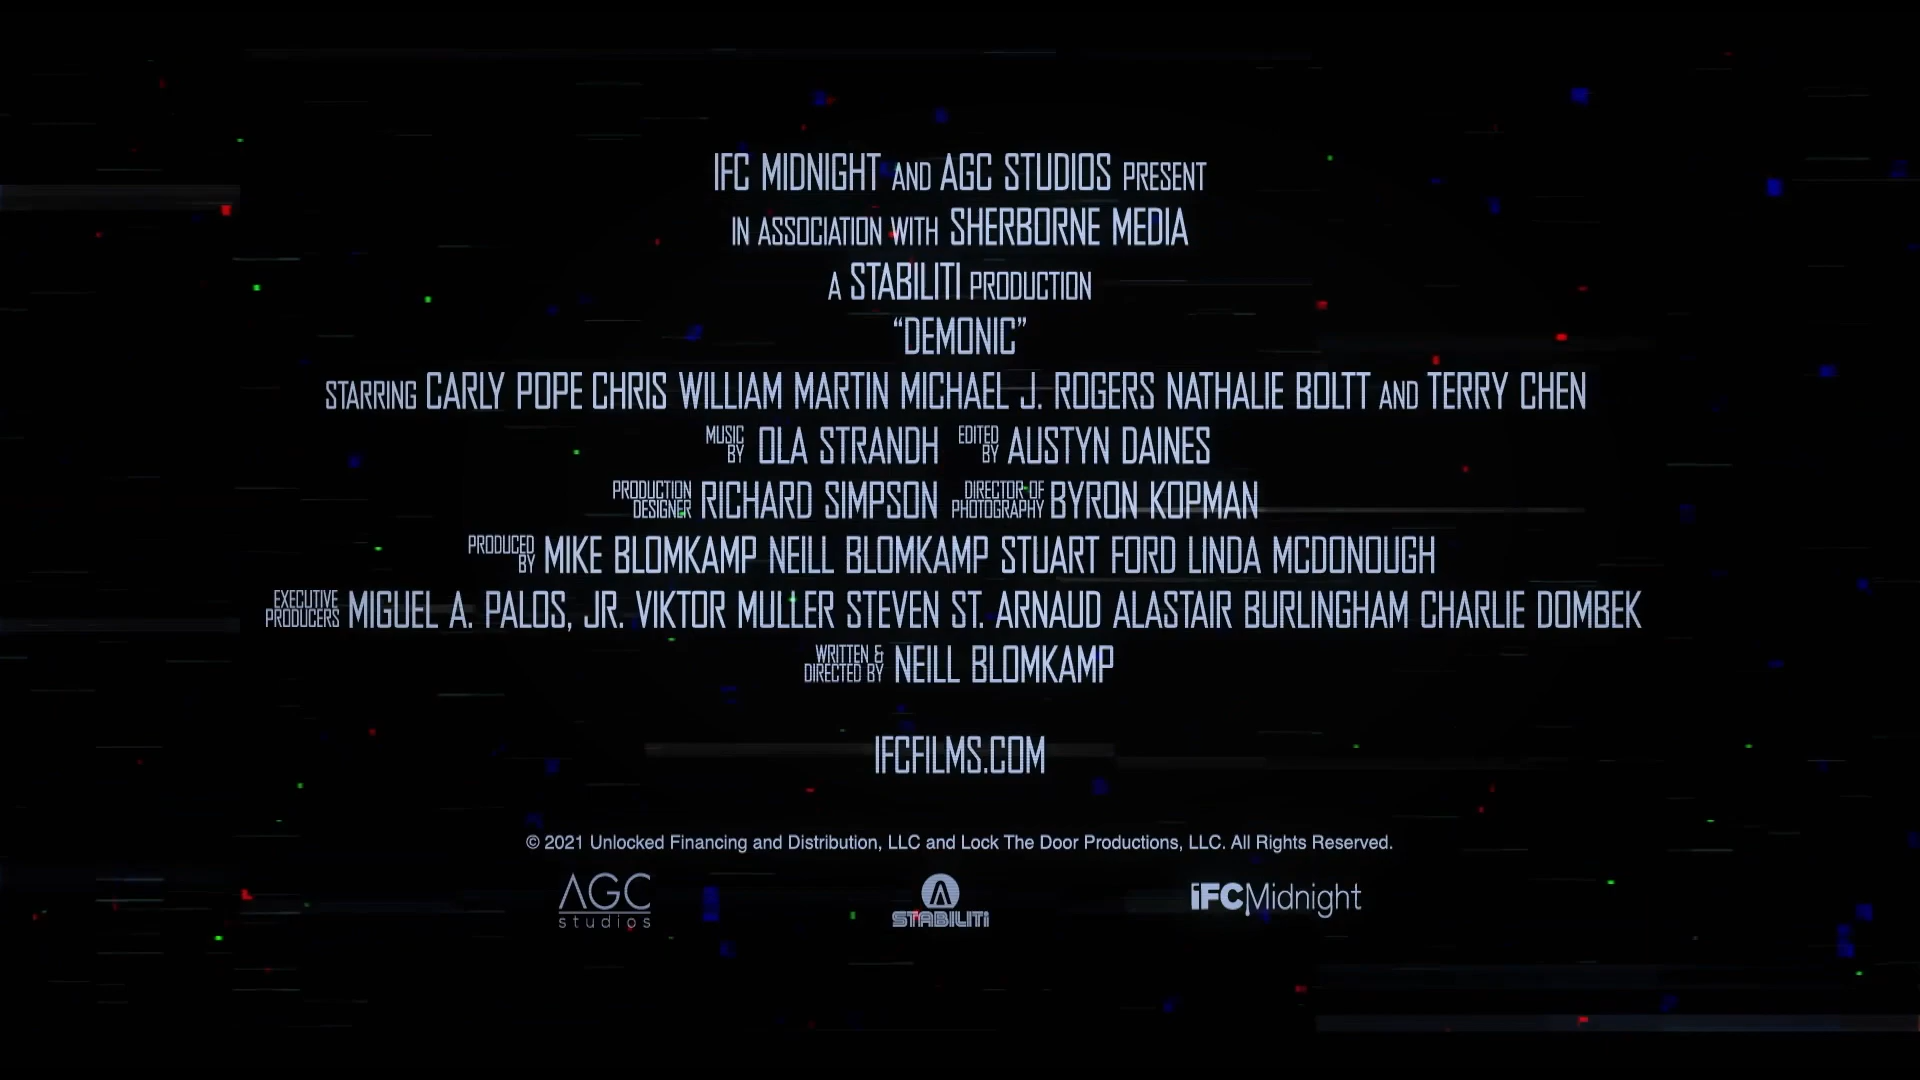 IFC MIDNIGHT AND AGC STUDIOS PRESENT
IN ASSOCIATION WITH SHERBORNE MEDIA
A STABILITI PRODUCTION
“DEMONIC”
STARRING CARLY POPE CHRIS WILLIAM MARTIN MICHAEL J. ROGERS NATHALIE BOLTT AND TERRY CHEN
MUSIC BY OLA STRANDH EDITED BY AUSTYN DAINES
PRODUCTION DESIGNER RICHARD SIMPSON DIRECTOR OF PHOTOGRAPHY BYRON KOPMAN
PRODUCED BY MIKE BLOMKAMP NEILL BLOMKAMP STUART FORD LINDA MCDONOUGH
EXECUTIVE PRODUCERS MIGUEL A. PALOS, JR. VIKTOR MULLER STEVEN ST. ARNAUD ALASTAIR BURLINGHAM CHARLIE DOMBEK
WRITTEN & DIRECTED BY NEILL BLOMKAMP
IFCFILMS.COM
© 2021 Unlocked Financing and Distribution, LLC and Lock The Door Productions, LLC. All Rights Reserved.
AGC studios STABILITi iFC Midnight